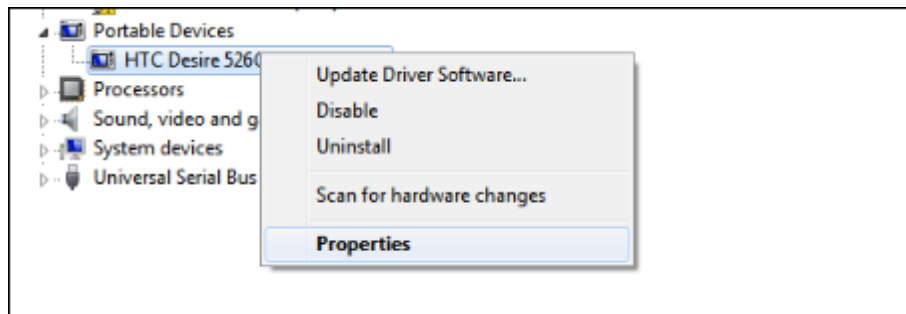 Portable Devices
HTC Desire 526
Processors
Sound, video and g
System devices
Universal Serial Bus
Update Driver Software...
Disable
Uninstall
Scan for hardware changes
Properties